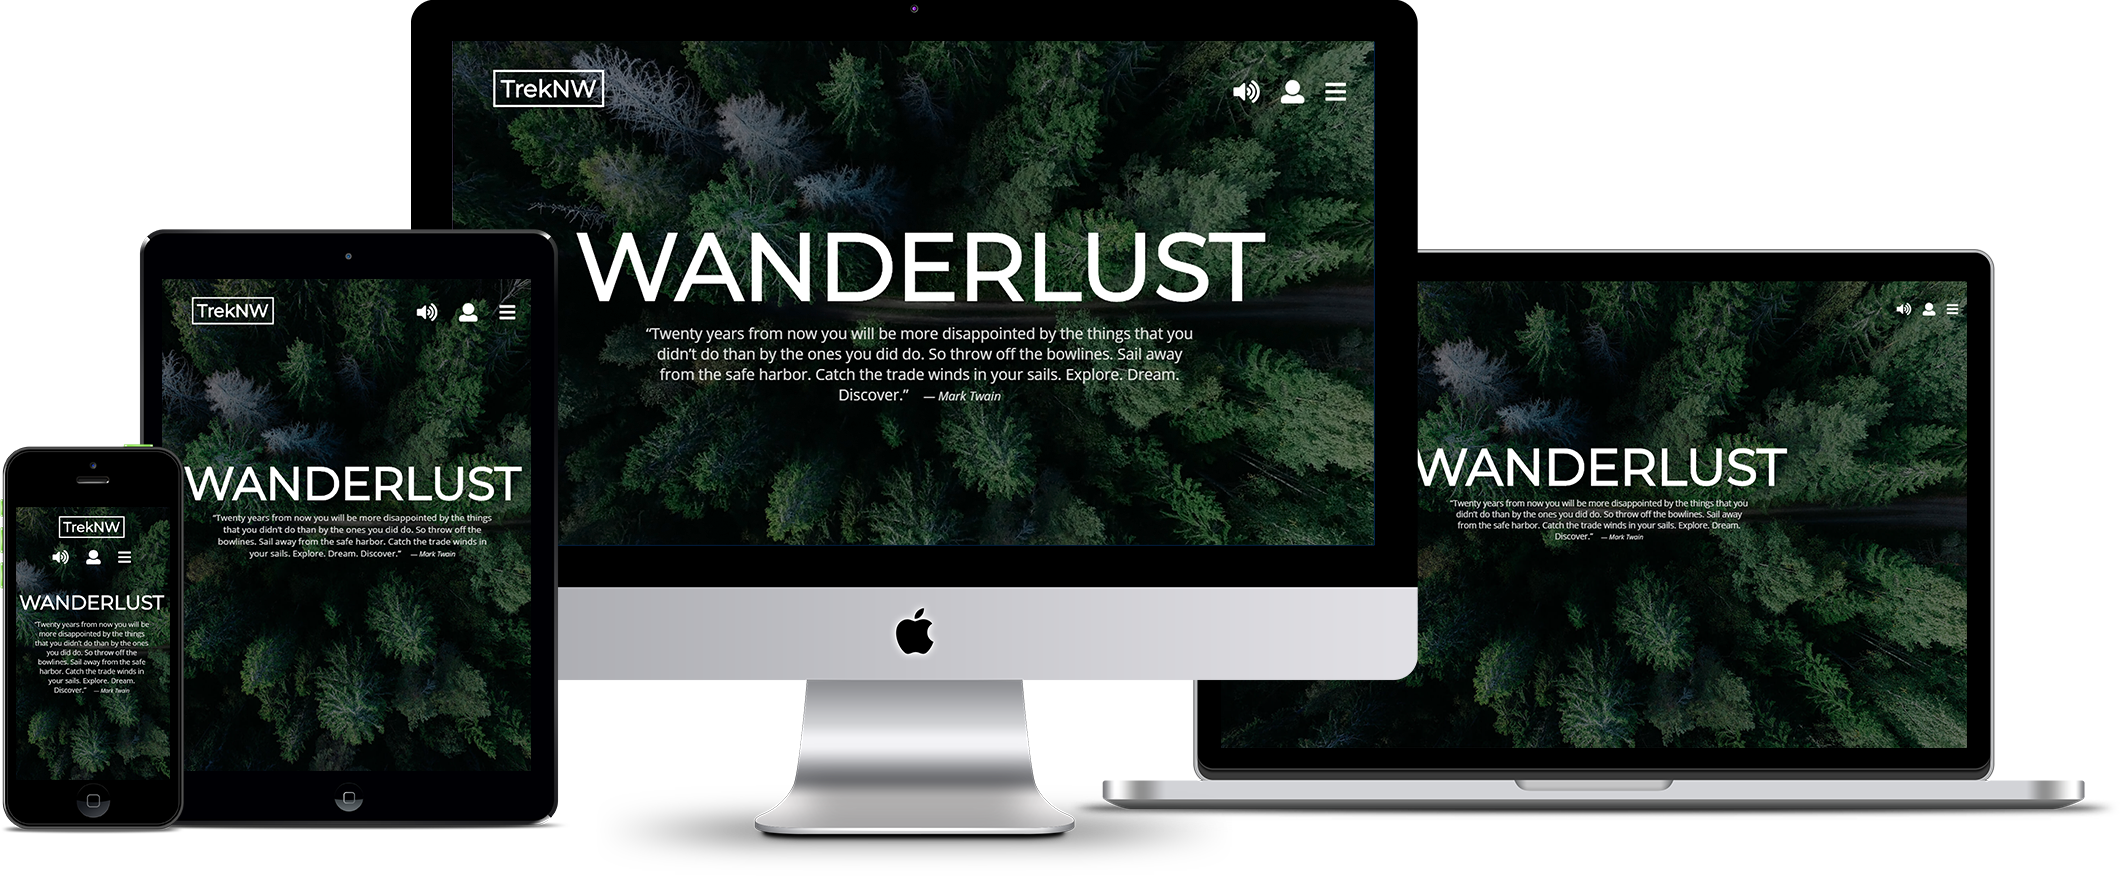 TrekNW
WANDERLUST
“Twenty years from now you will be more disappointed by the things that you
didn’t do than by the ones you did do. So throw off the bowlines. Sail away
from the safe harbor. Catch the trade winds in your sails. Explore. Dream.
Discover.” — Mark Twain
TrekNW
WANDERLUST
“Twenty years from now you will be more disappointed by the things
that you didn’t do than by the ones you did do. So throw off the
bowlines. Sail away from the safe harbor. Catch the trade winds in
your sails. Explore. Dream. Discover.” — Mark Twain
TrekNW
WANDERLUST
“Twenty years from now you will be
more disappointed by the things
that you didn’t do than by the ones
you did do. So throw off the
bowlines. Sail away from the safe
harbor. Catch the trade winds in
your sails. Explore. Dream.
Discover.” — Mark Twain
WANDERLUST
“Twenty years from now you will be more disappointed by the things that you
didn’t do than by the ones you did do. So throw off the bowlines. Sail away
from the safe harbor. Catch the trade winds in your sails. Explore. Dream.
Discover.” — Mark Twain